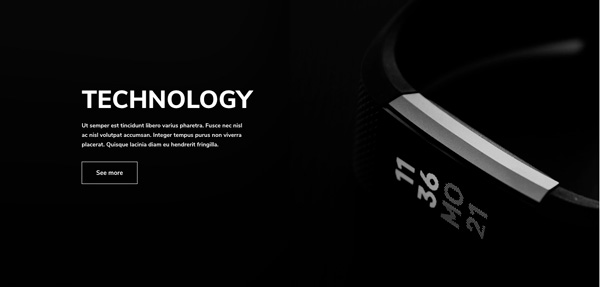 TECHNOLOGY
Ut semper est tincidunt libero varius pharetra. Fusce nec nisl
ac nisl volutpat accumsan. Integer tempus purus non viverra
placerat. Quisque lacinia diam eu hendrerit fringilla.
See more
11
36
MO
21